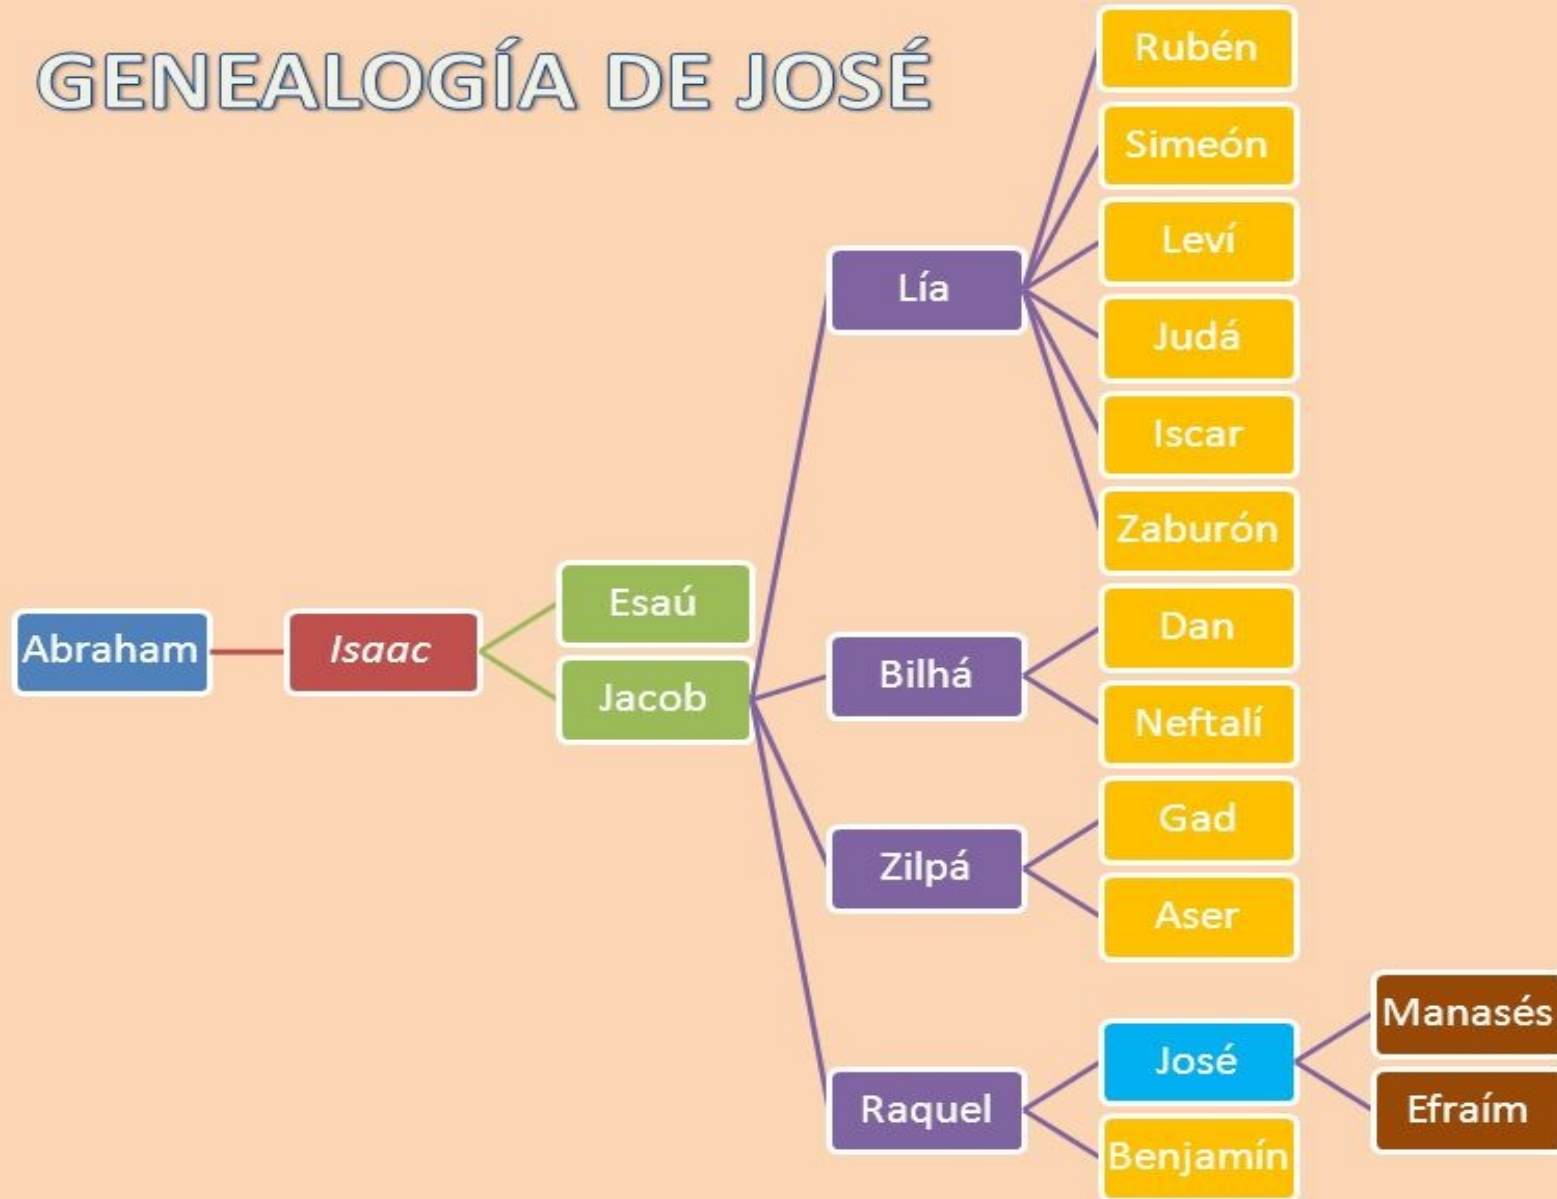 GENEALOGÍA DE JOSÉ
Abraham
Isaac
Esaú
Jacob
Lía
Rubén
Simeón
Leví
Judá
Iscar
Zaburón
Bilhá
Dan
Neftalí
Zilpá
Gad
Aser
Raquel
José
Benjamín
Manasés
Efraím